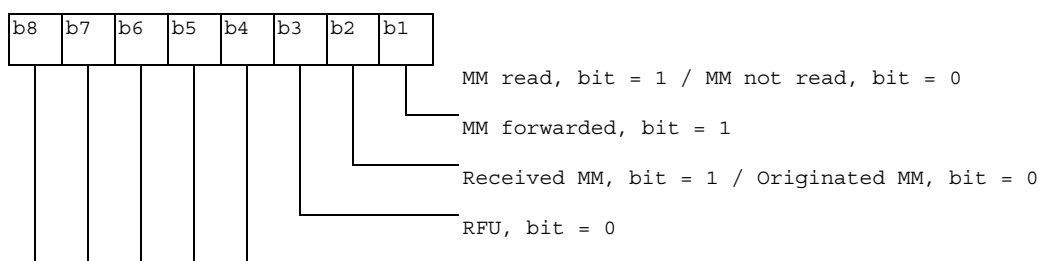 b8 b7 b6 b5 b4 b3 b2 b1
MM read, bit = 1 / MM not read, bit = 0
MM forwarded, bit = 1
Received MM, bit = 1 / Originated MM, bit = 0
RFU, bit = 0